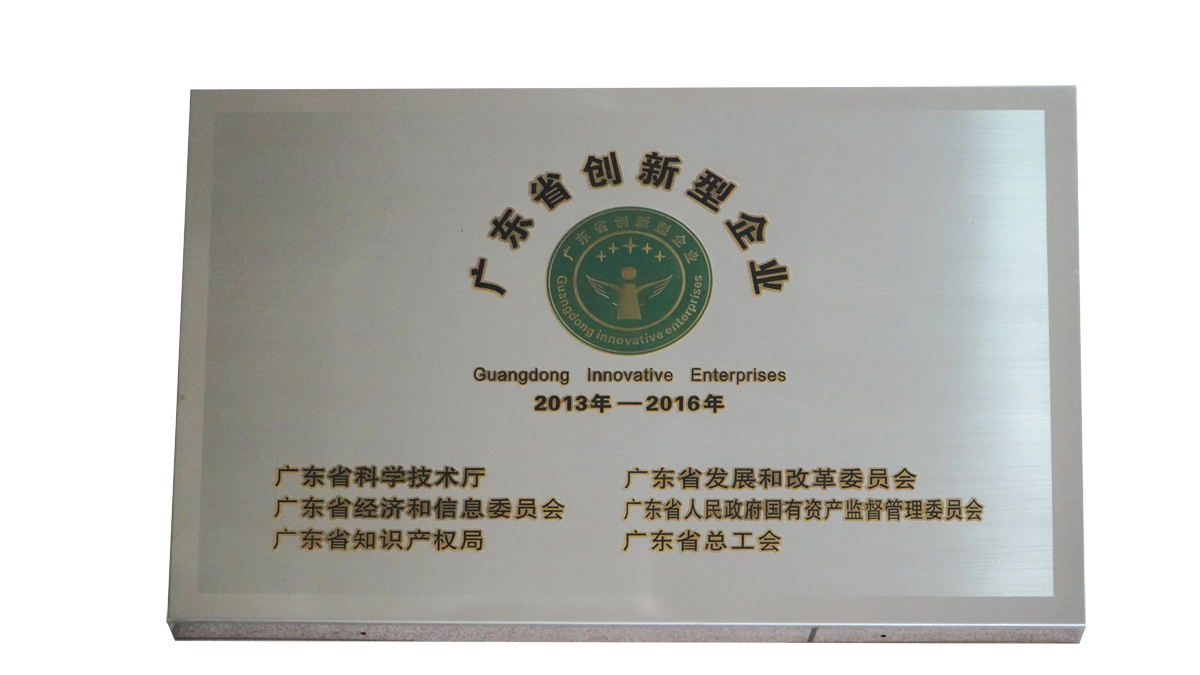 广东省创新型企业
广东省创新型企业
Guangdong innovative enterprises
Guangdong Innovative Enterprises
2013年—2016年
广东省科学技术厅
广东省发展和改革委员会
广东省经济和信息委员会
广东省人民政府国有资产监督管理委员会
广东省知识产权局
广东省总工会